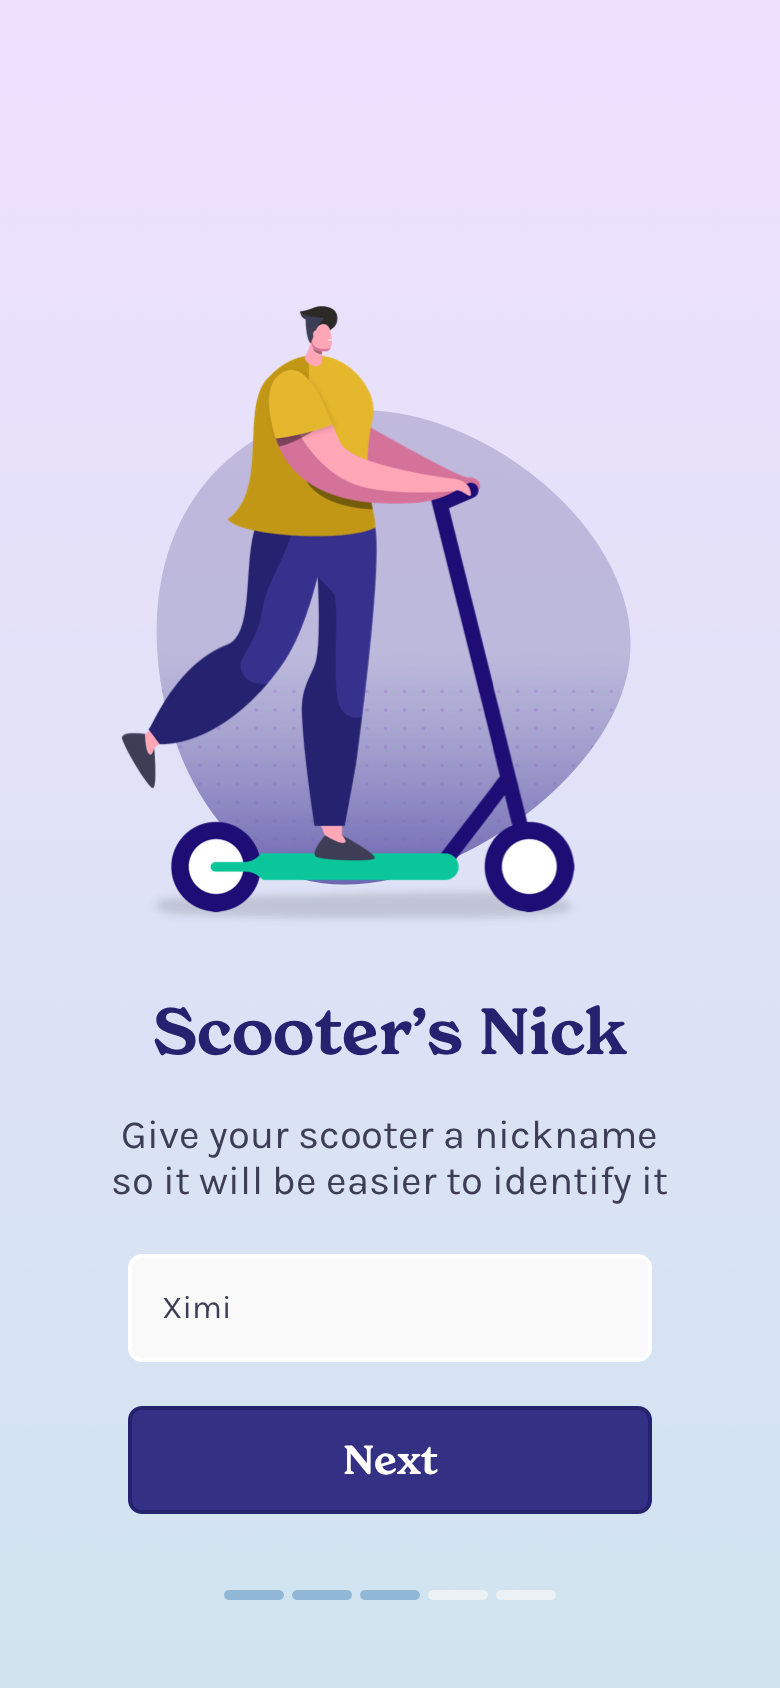 Scooter’s Nick
Give your scooter a nickname
so it will be easier to identify it
Ximi
Next